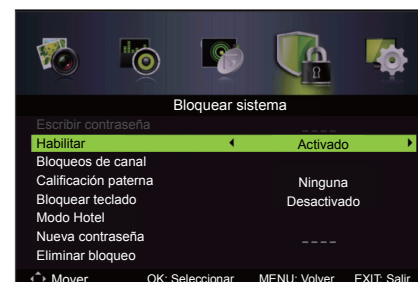 Bloquear sistema
Escribir contraseña _ _ _ _
Habilitar Activado
Bloqueos de canal
Calificación paterna Ninguna
Bloquear teclado Desactivado
Modo Hotel
Nueva contraseña _ _ _ _
Eliminar bloqueo
Mover OK: Seleccionar MENU: Volver EXIT: Salir